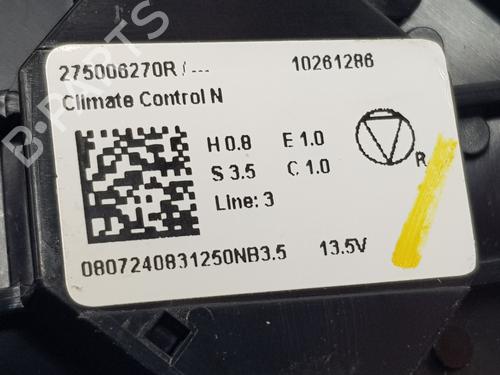 275006270R / --- 10261286
Climate Control N
H 0.8 E 1.0
S 3.5 C 1.0
R
Line: 3
0807240831250NB3.5 13.5V
B-PARTS